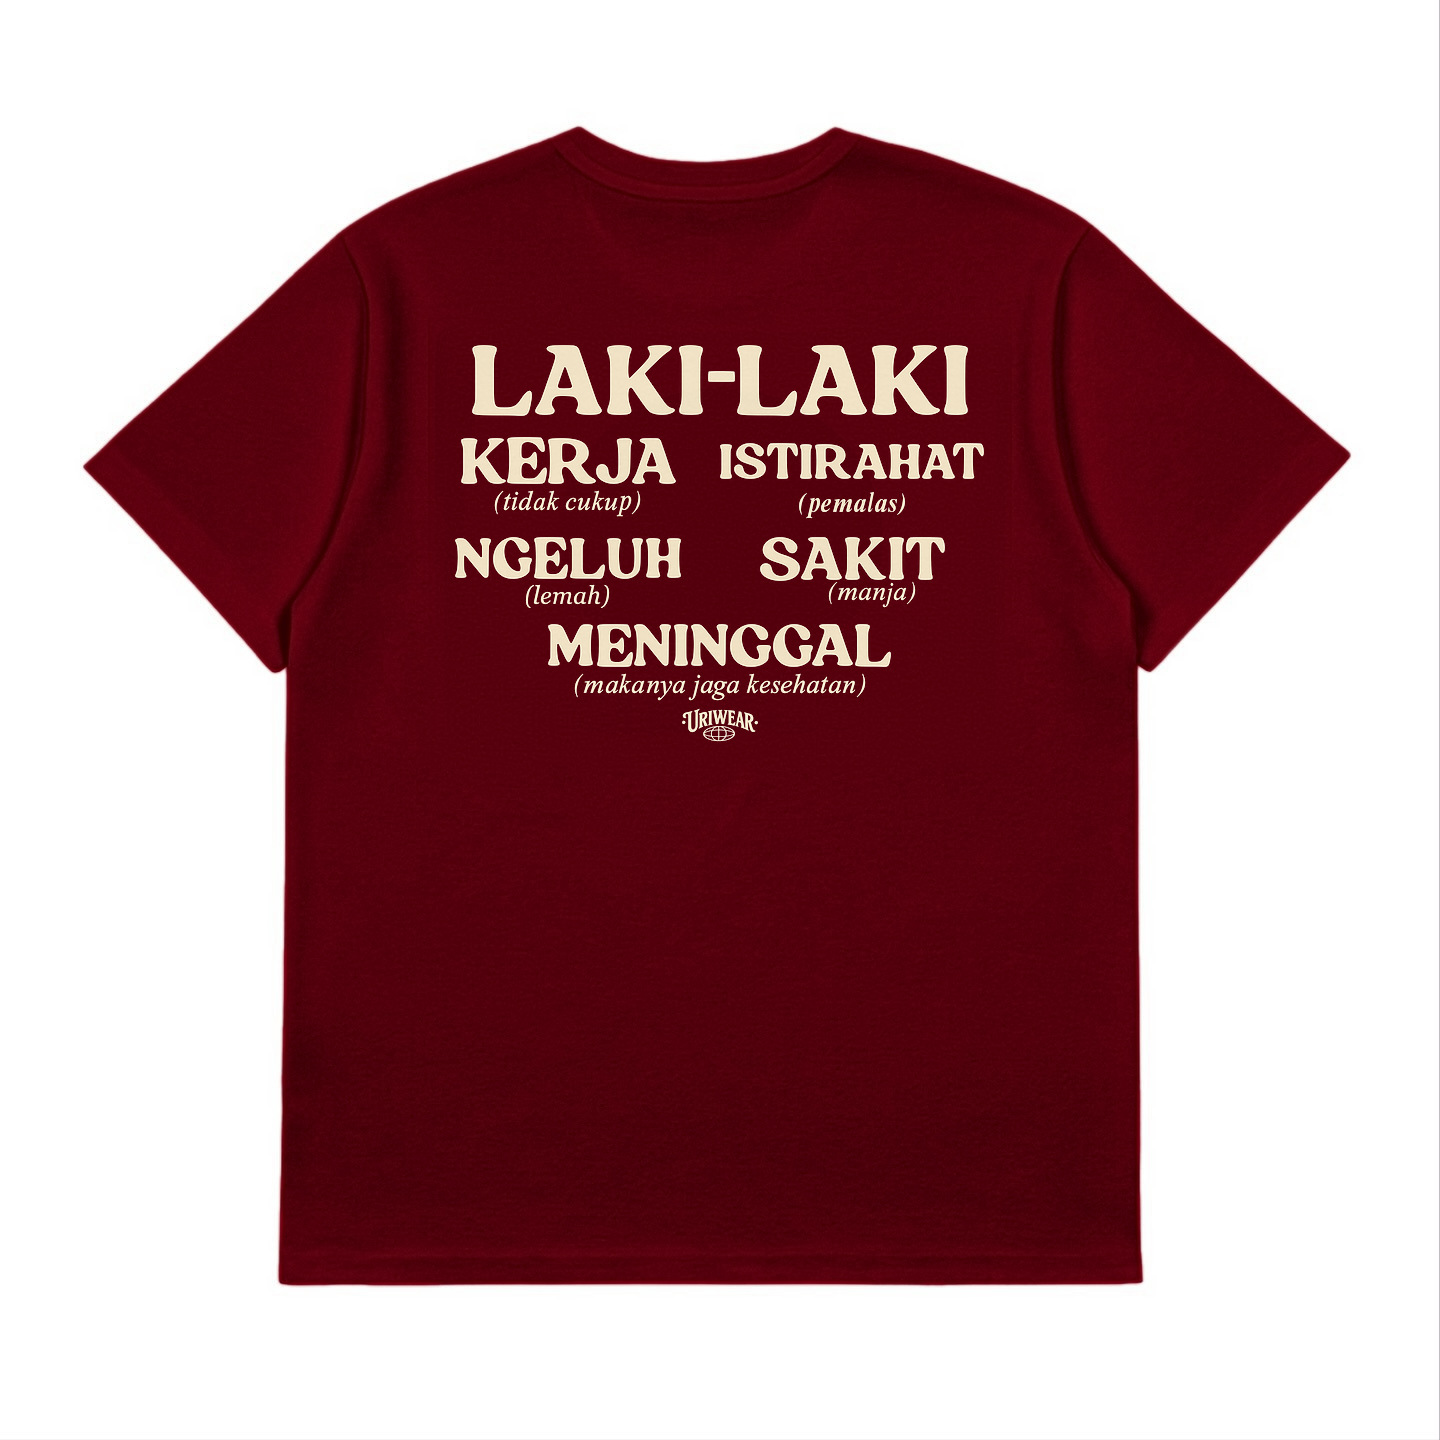 LAKI-LAKI
KERJA ISTIRAHAT
(tidak cukup) (pemalas)
NGELUH SAKIT
(lemah) (manja)
MENINGGAL
(makanya jaga kesehatan)
·URIWEAR·